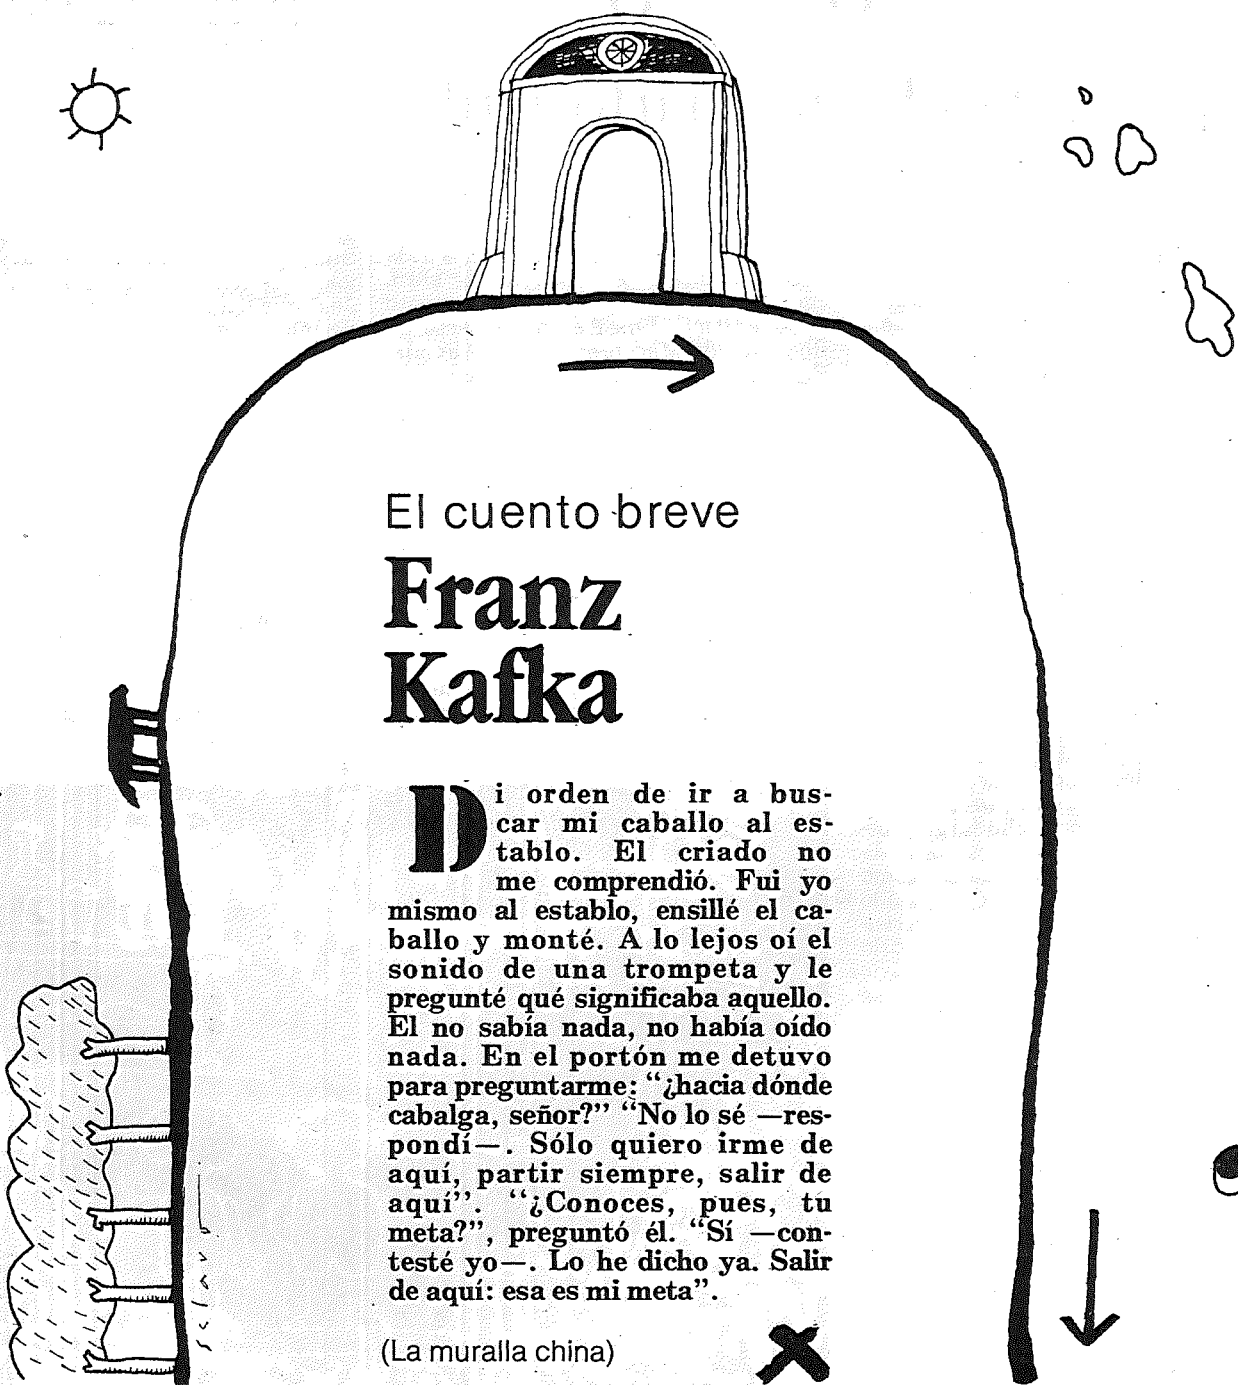 El cuento breve
Franz
Kafka
Di orden de ir a bus-
car mi caballo al es-
tablo. El criado no
me comprendió. Fui yo
mismo al establo, ensillé el ca-
ballo y monté. A lo lejos oí el
sonido de una trompeta y le
pregunté qué significaba aquello.
El no sabía nada, no había oído
nada. En el portón me detuvo
para preguntarme: “¿hacia dónde
cabalga, señor?” “No lo sé —res-
pondí—. Sólo quiero irme de
aquí, partir siempre, salir de
aquí”. “¿Conoces, pues, tu
meta?”, preguntó él. “Sí —con-
testé yo—. Lo he dicho ya. Salir
de aquí: esa es mi meta”.
(La muralla china)